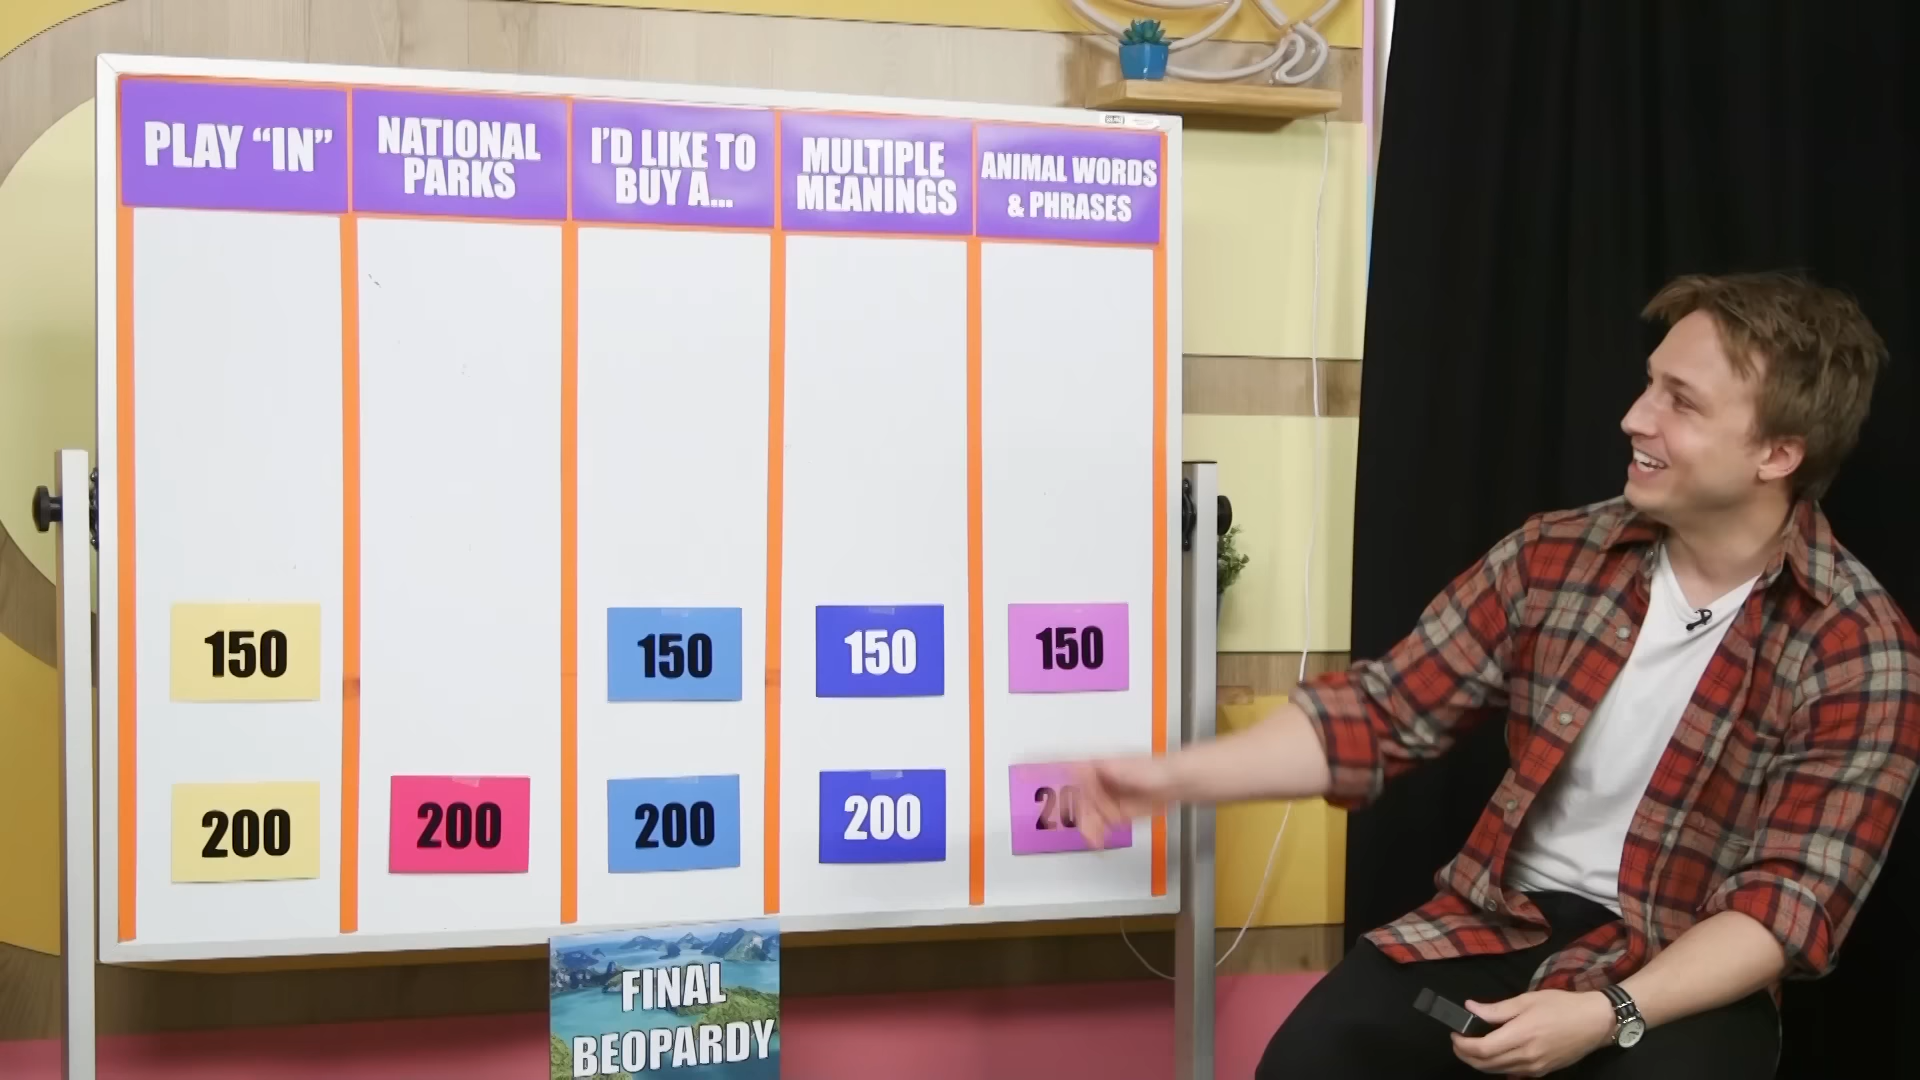 PLAY “IN”
NATIONAL
PARKS
I’D LIKE TO
BUY A...
MULTIPLE
MEANINGS
ANIMAL WORDS
& PHRASES
150
150
150
150
200
200
200
200
FINAL
BEOPARDY